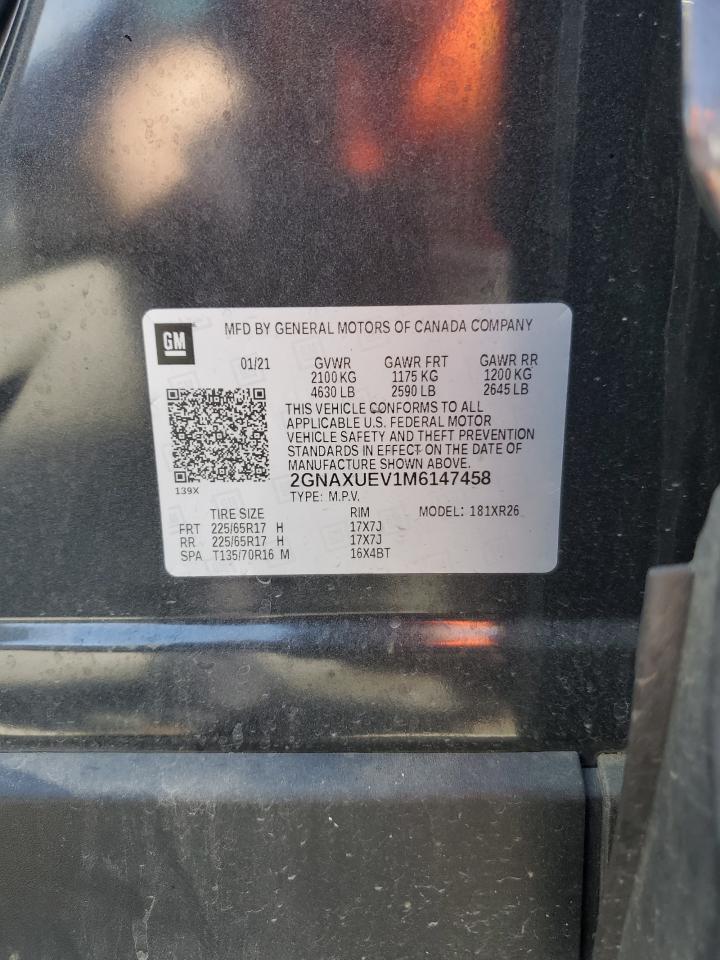 GM
MFD BY GENERAL MOTORS OF CANADA COMPANY
01/21 GVWR GAWR FRT GAWR RR
2100 KG 1175 KG 1200 KG
4630 LB 2590 LB 2645 LB
THIS VEHICLE CONFORMS TO ALL
APPLICABLE U.S. FEDERAL MOTOR
VEHICLE SAFETY AND THEFT PREVENTION
STANDARDS IN EFFECT ON THE DATE OF
MANUFACTURE SHOWN ABOVE.
2GNAXUEV1M6147458
139X TYPE: M.P.V.
TIRE SIZE RIM MODEL: 181XR26
FRT 225/65R17 H 17X7J
RR 225/65R17 H 17X7J
SPA T135/70R16 M 16X4BT